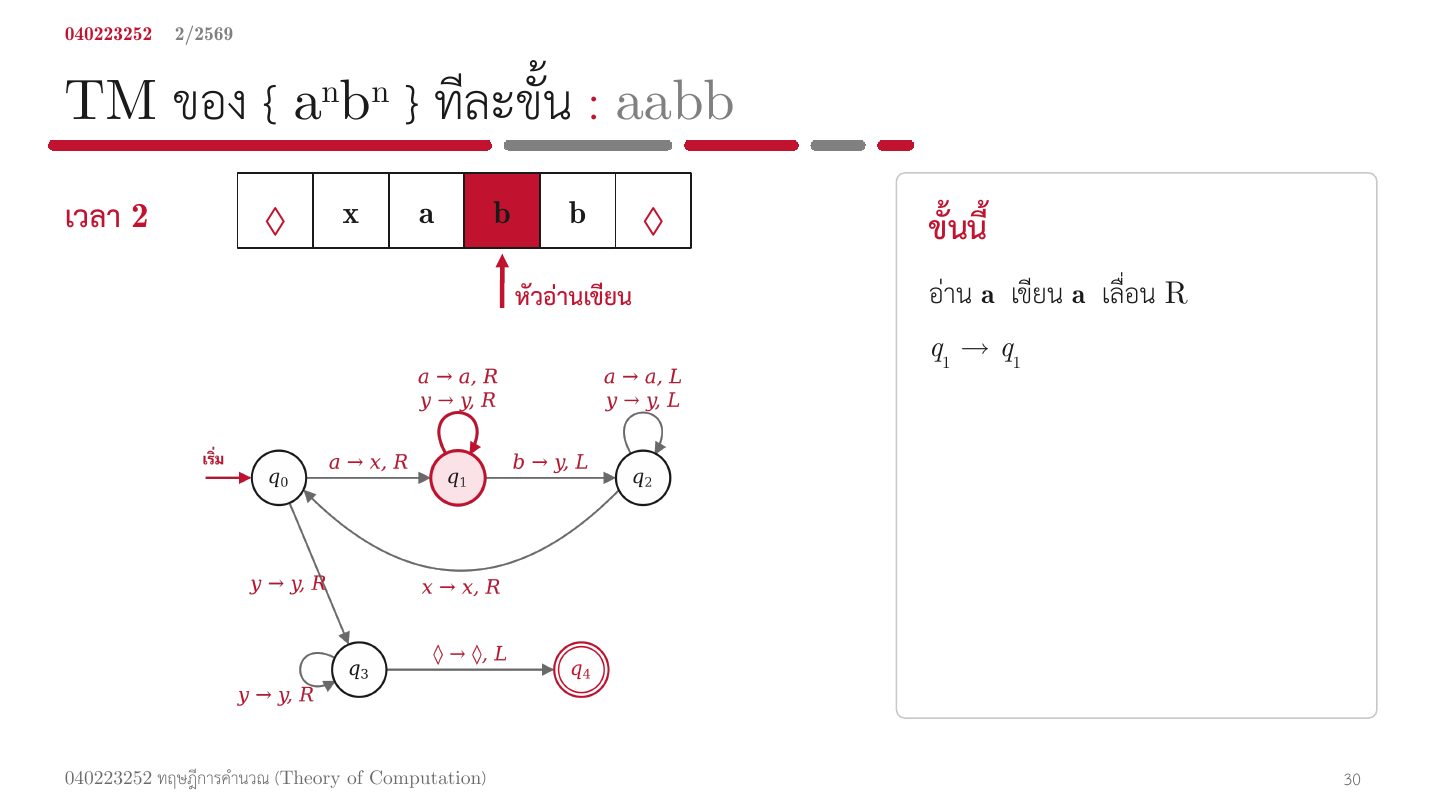 040223252 2/2569
TM ของ { aⁿbⁿ } ทีละขั้น : aabb
เวลา 2
◊ x a b b ◊
หัวอ่านเขียน
ขั้นนี้
อ่าน a เขียน a เลื่อน R
q₁ → q₁
a → a, R
y → y, R
a → a, L
y → y, L
เริ่ม
q₀
a → x, R
q₁
b → y, L
q₂
y → y, R
x → x, R
q₃
◊ → ◊, L
q₄
y → y, R
040223252 ทฤษฎีการคำนวณ (Theory of Computation)
30